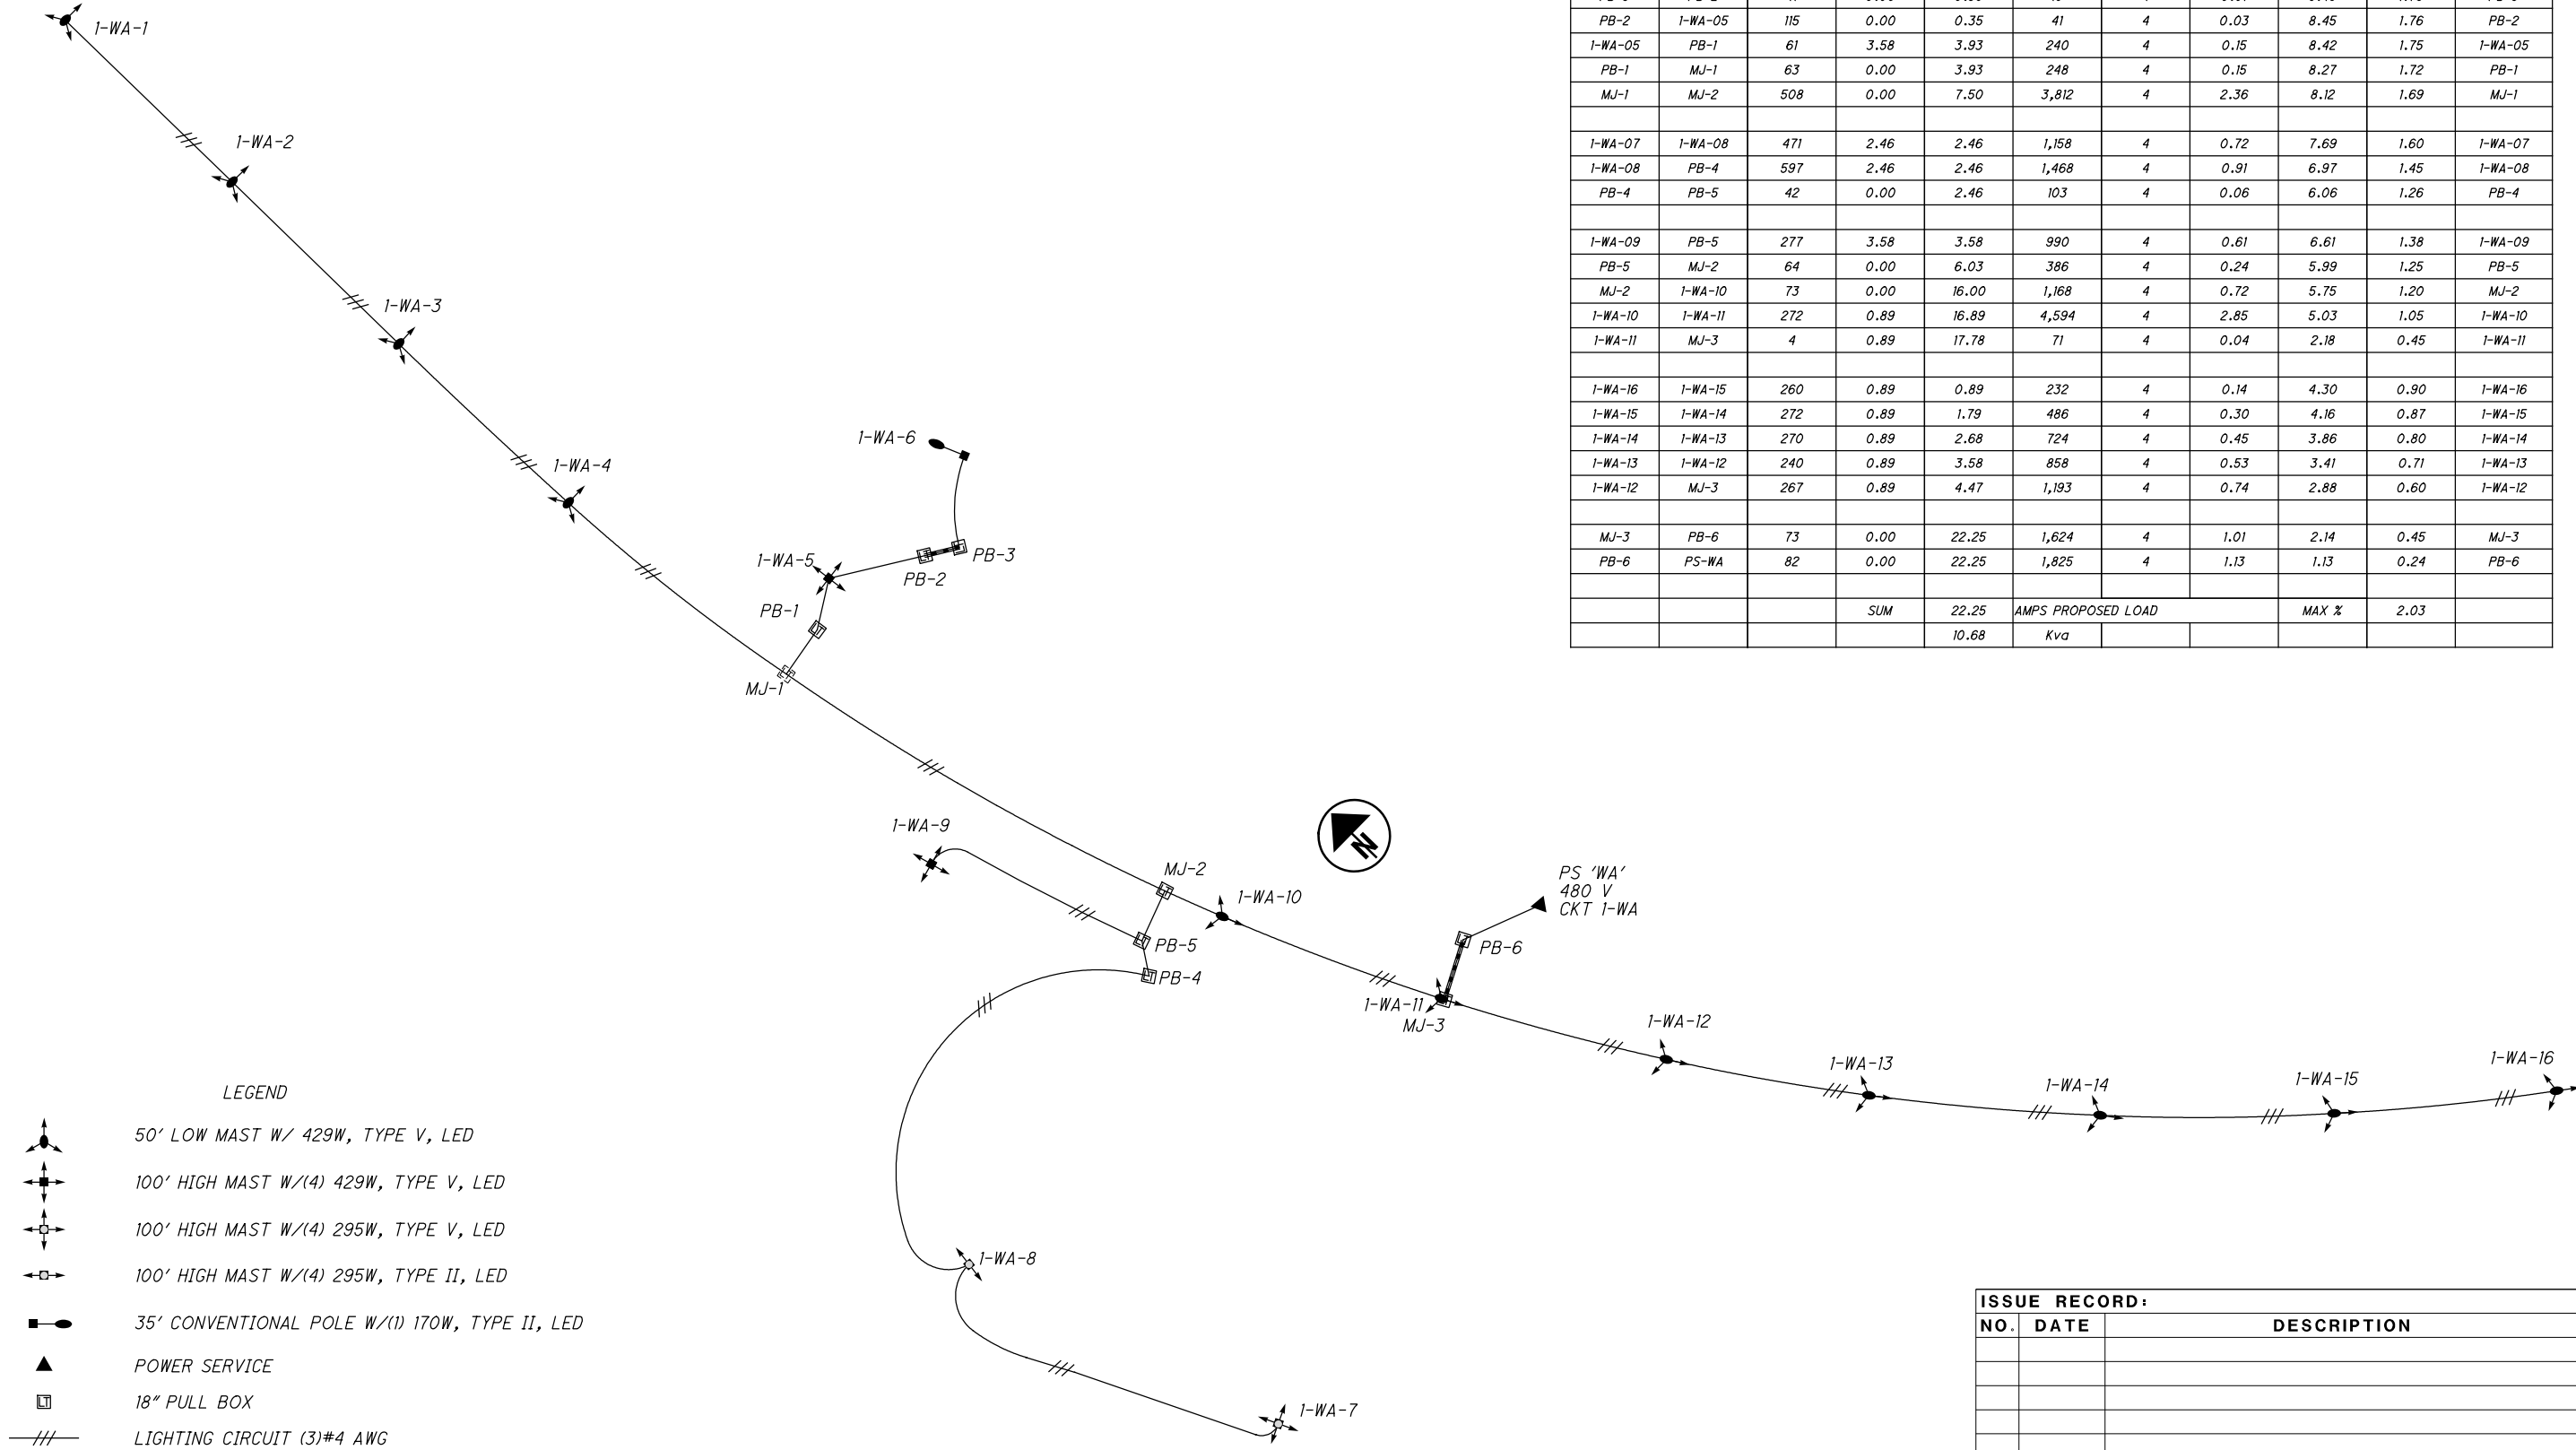 PB-2 1-WA-05 115 0.00 0.35 41 4 0.03 8.45 1.76 PB-2
1-WA-05 PB-1 61 3.58 3.93 240 4 0.15 8.42 1.75 1-WA-05
PB-1 MJ-1 63 0.00 3.93 248 4 0.15 8.27 1.72 PB-1
MJ-1 MJ-2 508 0.00 7.50 3,812 4 2.36 8.12 1.69 MJ-1
1-WA-07 1-WA-08 471 2.46 2.46 1,158 4 0.72 7.69 1.60 1-WA-07
1-WA-08 PB-4 597 2.46 2.46 1,468 4 0.91 6.97 1.45 1-WA-08
PB-4 PB-5 42 0.00 2.46 103 4 0.06 6.06 1.26 PB-4
1-WA-09 PB-5 277 3.58 3.58 990 4 0.61 6.61 1.38 1-WA-09
PB-5 MJ-2 64 0.00 6.03 386 4 0.24 5.99 1.25 PB-5
MJ-2 1-WA-10 73 0.00 16.00 1,168 4 0.72 5.75 1.20 MJ-2
1-WA-10 1-WA-11 272 0.89 16.89 4,594 4 2.85 5.03 1.05 1-WA-10
1-WA-11 MJ-3 4 0.89 17.78 71 4 0.04 2.18 0.45 1-WA-11
1-WA-16 1-WA-15 260 0.89 0.89 232 4 0.14 4.30 0.90 1-WA-16
1-WA-15 1-WA-14 272 0.89 1.79 486 4 0.30 4.16 0.87 1-WA-15
1-WA-14 1-WA-13 270 0.89 2.68 724 4 0.45 3.86 0.80 1-WA-14
1-WA-13 1-WA-12 240 0.89 3.58 858 4 0.53 3.41 0.71 1-WA-13
1-WA-12 MJ-3 267 0.89 4.47 1,193 4 0.74 2.88 0.60 1-WA-12
MJ-3 PB-6 73 0.00 22.25 1,624 4 1.01 2.14 0.45 MJ-3
PB-6 PS-WA 82 0.00 22.25 1,825 4 1.13 1.13 0.24 PB-6
SUM 22.25 AMPS PROPOSED LOAD MAX % 2.03
10.68 Kva
1-WA-1
1-WA-2
1-WA-3
1-WA-4
1-WA-6
1-WA-5
PB-3
PB-2
PB-1
MJ-1
1-WA-9
N
MJ-2
1-WA-10
PS 'WA'
480 V
CKT 1-WA
PB-5
PB-6
PB-4
1-WA-11
MJ-3
1-WA-12
1-WA-13
1-WA-14
1-WA-15
1-WA-16
1-WA-8
1-WA-7
LEGEND
50' LOW MAST W/ 429W, TYPE V, LED
100' HIGH MAST W/(4) 429W, TYPE V, LED
100' HIGH MAST W/(4) 295W, TYPE V, LED
100' HIGH MAST W/(4) 295W, TYPE II, LED
35' CONVENTIONAL POLE W/(1) 170W, TYPE II, LED
POWER SERVICE
LT 18" PULL BOX
LIGHTING CIRCUIT (3)#4 AWG
ISSUE RECORD:
NO. DATE DESCRIPTION